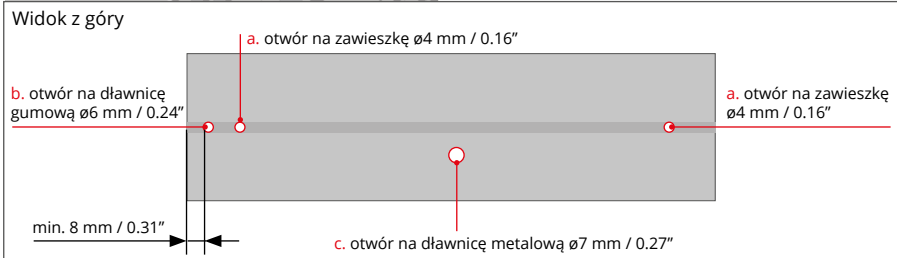 Widok z góry
a. otwór na zawieszkę ø4 mm / 0.16”
b. otwór na dławnicę
gumową ø6 mm / 0.24”
a. otwór na zawieszkę
ø4 mm / 0.16”
min. 8 mm / 0.31”
c. otwór na dławnicę metalową ø7 mm / 0.27”